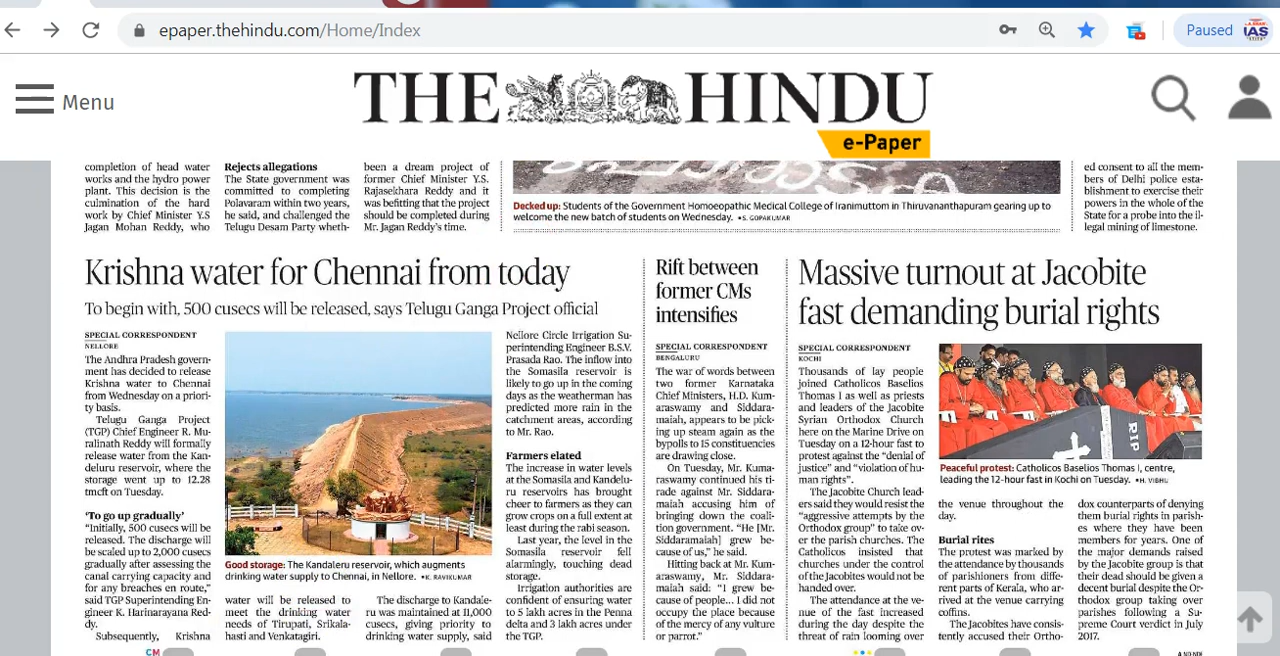 epaper.thehindu.com/Home/Index
Paused
IAS
Menu
THE HINDU
e-Paper
completion of head water
works and the hydro power
plant. This decision is the
culmination of the hard
work by Chief Minister Y.S
Jagan Mohan Reddy, who
Rejects allegations
The State government was
committed to completing
Polavaram within two years,
he said, and challenged the
Telugu Desam Party wheth-
been a dream project of
former Chief Minister Y.S.
Rajasekhara Reddy and it
was befitting that the project
should be completed during
Mr. Jagan Reddy's time.
Decked up: Students of the Government Homoeopathic Medical College of Iranimuttom in Thiruvananthapuram gearing up to
welcome the new batch of students on Wednesday. •S. GOPAKUMAR
ed consent to all the mem-
bers of Delhi police esta-
blishment to exercise their
powers in the whole of the
State for a probe into the il-
legal mining of limestone.
Krishna water for Chennai from today
To begin with, 500 cusecs will be released, says Telugu Ganga Project official
SPECIAL CORRESPONDENT
NELLORE
The Andhra Pradesh govern-
ment has decided to release
Krishna water to Chennai
from Wednesday on a priori-
ty basis.
Telugu Ganga Project
(TGP) Chief Engineer R. Mu-
ralinath Reddy will formally
release water from the Kan-
deluru reservoir, where the
storage went up to 12.28
tmcft on Tuesday.
‘To go up gradually’
“Initially, 500 cusecs will be
released. The discharge will
be scaled up to 2,000 cusecs
gradually after assessing the
canal carrying capacity and
for any breaches en route,”
said TGP Superintending En-
gineer K. Harinarayana Red-
dy.
Subsequently, Krishna
Good storage: The Kandaleru reservoir, which augments
drinking water supply to Chennai, in Nellore. •K. RAVIKUMAR
water will be released to
meet the drinking water
needs of Tirupati, Srikala-
hasti and Venkatagiri.
The discharge to Kandale-
ru was maintained at 11,000
cusecs, giving priority to
drinking water supply, said
Nellore Circle Irrigation Su-
perintending Engineer B.S.V.
Prasada Rao. The inflow into
the Somasila reservoir is
likely to go up in the coming
days as the weatherman has
predicted more rain in the
catchment areas, according
to Mr. Rao.
Farmers elated
The increase in water levels
at the Somasila and Kandelu-
ru reservoirs has brought
cheer to farmers as they can
grow crops on a full extent at
least during the rabi season.
Last year, the level in the
Somasila reservoir fell
alarmingly, touching dead
storage.
Irrigation authorities are
confident of ensuring water
to 5 lakh acres in the Penna
delta and 3 lakh acres under
the TGP.
Rift between
former CMs
intensifies
SPECIAL CORRESPONDENT
BENGALURU
The war of words between
two former Karnataka
Chief Ministers, H.D. Kum-
araswamy and Siddara-
maiah, appears to be pick-
ing up steam again as the
bypolls to 15 constituencies
are drawing close.
On Tuesday, Mr. Kuma-
raswamy continued his ti-
rade against Mr. Siddara-
maiah accusing him of
bringing down the coali-
tion government. “He [Mr.
Siddaramaiah] grew be-
cause of us,” he said.
Hitting back at Mr. Kum-
araswamy, Mr. Siddara-
maiah said: “I grew be-
cause of people... I did not
occupy the place because
of the mercy of any vulture
or parrot.”
Massive turnout at Jacobite
fast demanding burial rights
SPECIAL CORRESPONDENT
KOCHI
Thousands of lay people
joined Catholicos Baselios
Thomas I as well as priests
and leaders of the Jacobite
Syrian Orthodox Church
here on the Marine Drive on
Tuesday on a 12-hour fast to
protest against the “denial of
justice” and “violation of hu-
man rights”.
The Jacobite Church lead-
ers said they would resist the
“aggressive attempts by the
Orthodox group” to take ov-
er the parish churches. The
Catholicos insisted that
churches under the control
of the Jacobites would not be
handed over.
The attendance at the ve-
nue of the fast increased
during the day despite the
threat of rain looming over
RIP
Peaceful protest: Catholicos Baselios Thomas I, centre,
leading the 12-hour fast in Kochi on Tuesday. •H. VIBHU
the venue throughout the
day.
Burial rites
The protest was marked by
the attendance by thousands
of parishioners from differ-
ent parts of Kerala, who ar-
rived at the venue carrying
coffins.
The Jacobites have consis-
tently accused their Ortho-
dox counterparts of denying
them burial rights in parish-
es where they have been
members for years. One of
the major demands raised
by the Jacobite group is that
their dead should be given a
decent burial despite the Or-
thodox group taking over
parishes following a Su-
preme Court verdict in July
2017.
CM